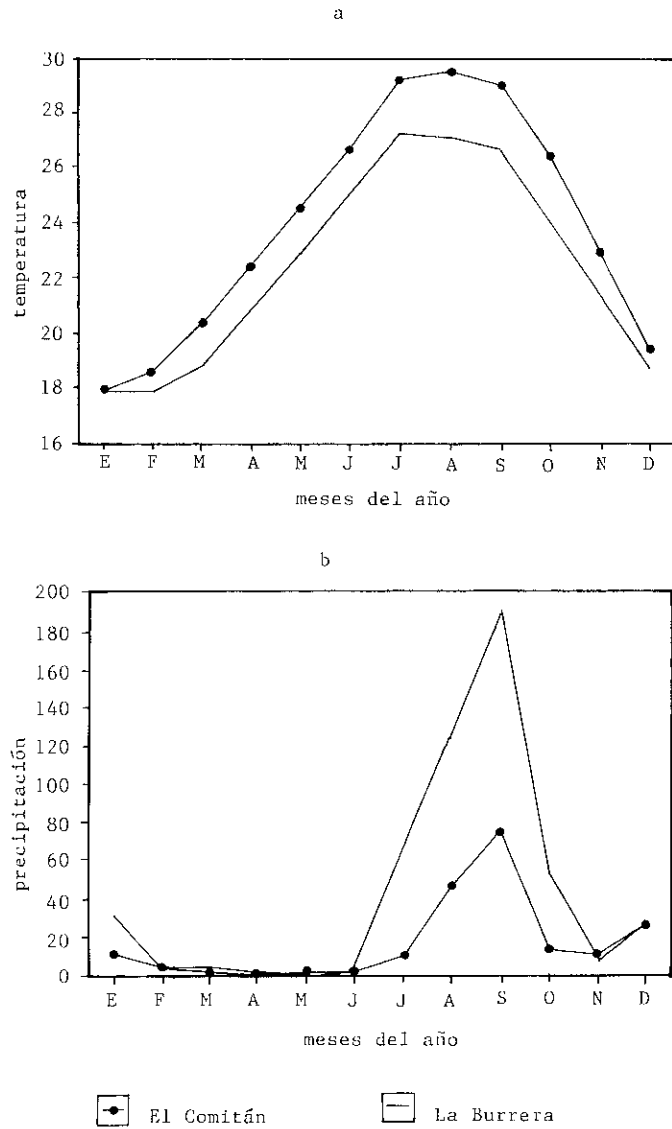 a
30
28
26
24
22
20
18
16
temperatura
E F M A M J J A S O N D
meses del año
b
200
180
160
140
120
100
80
60
40
20
0
precipitación
E F M A M J J A S O N D
meses del año
El Comitán La Burrera